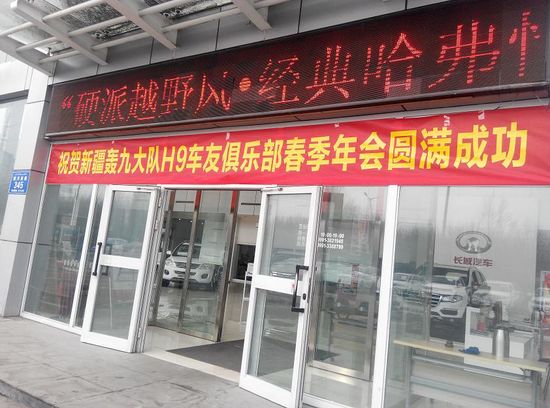 “硬派越野风·经典哈弗
祝贺新疆轰九大队H9车友俱乐部春季年会圆满成功
345
长城汽车